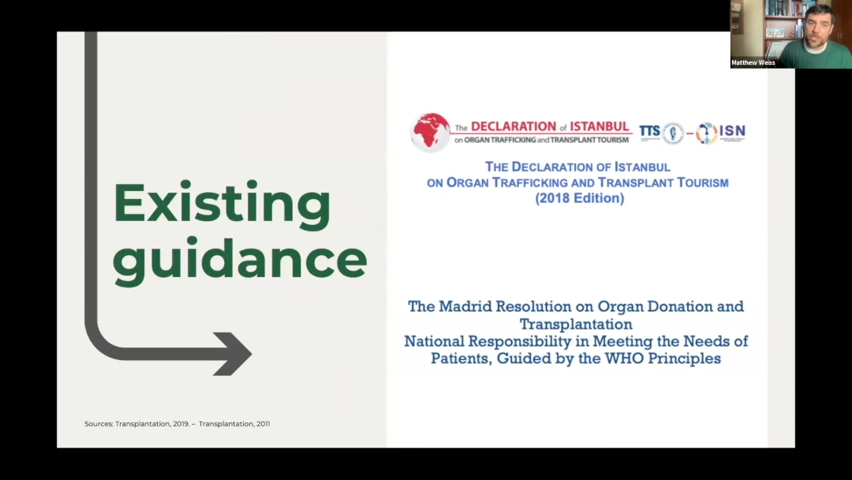 Matthew Weiss
Existing
guidance
The DECLARATION of ISTANBUL
on ORGAN TRAFFICKING and TRANSPLANT TOURISM
TTS
ISN
THE DECLARATION OF ISTANBUL
ON ORGAN TRAFFICKING AND TRANSPLANT TOURISM
(2018 Edition)
The Madrid Resolution on Organ Donation and
Transplantation
National Responsibility in Meeting the Needs of
Patients, Guided by the WHO Principles
Sources: Transplantation, 2019. – Transplantation, 2011